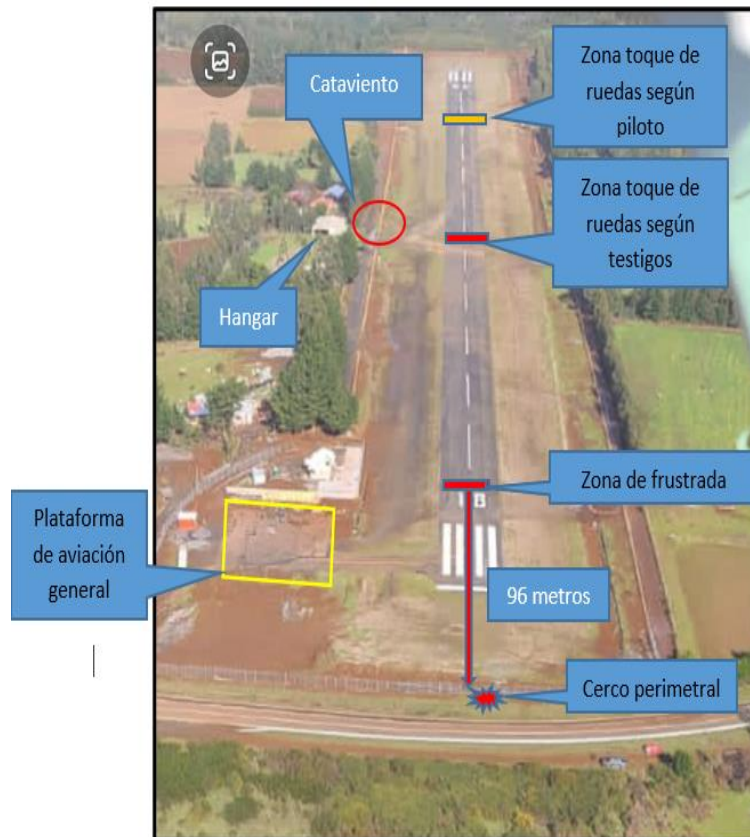 Zona toque de
ruedas según
piloto
Cataviento
Zona toque de
ruedas según
testigos
Hangar
Zona de frustrada
Plataforma
de aviación
general
96 metros
Cerco perimetral